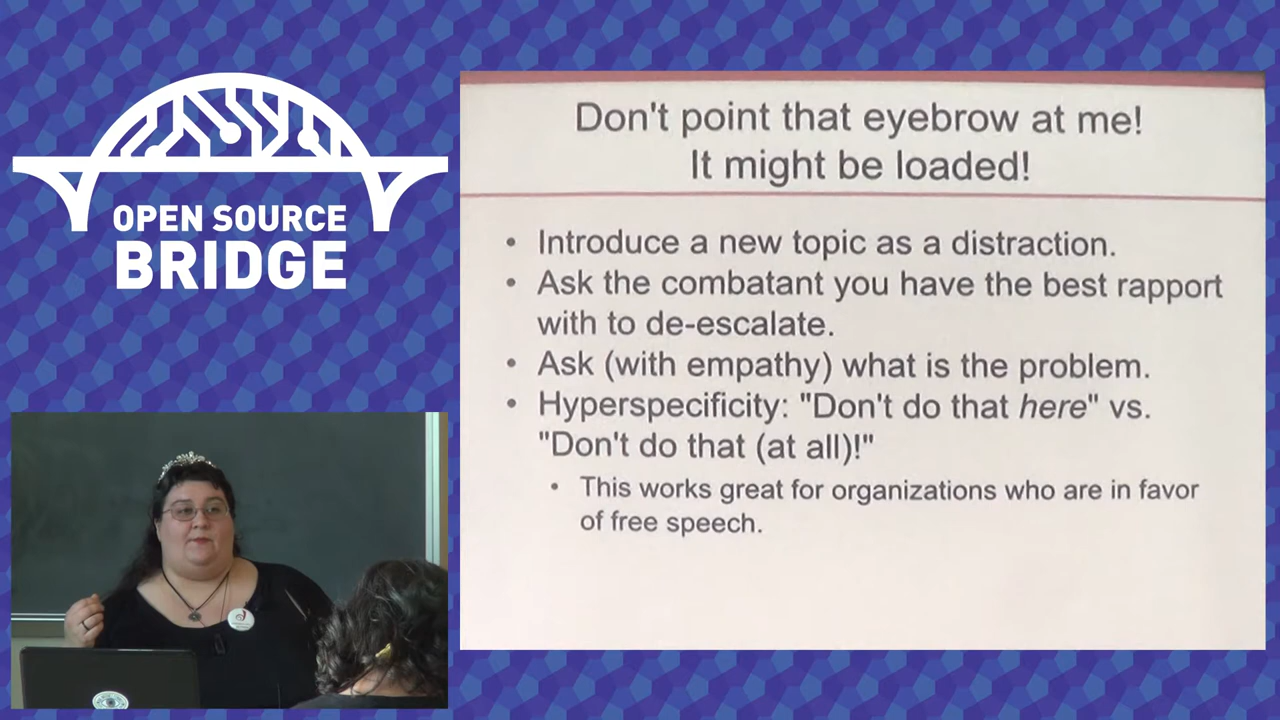 OPEN SOURCE
BRIDGE
Don't point that eyebrow at me!
It might be loaded!
• Introduce a new topic as a distraction.
• Ask the combatant you have the best rapport
with to de-escalate.
• Ask (with empathy) what is the problem.
• Hyperspecificity: "Don't do that here" vs.
"Don't do that (at all)!"
• This works great for organizations who are in favor
of free speech.